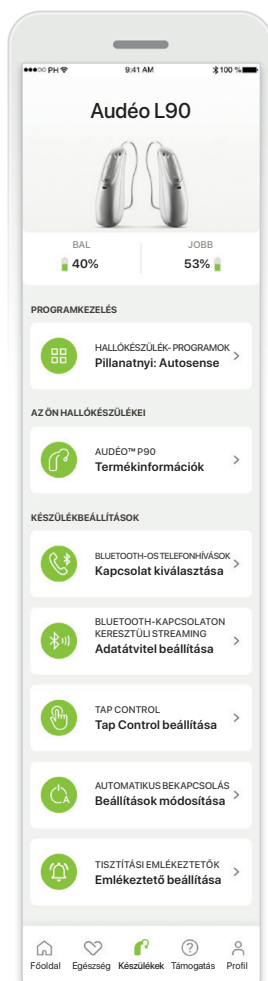 PH 9:41 AM 100 %
Audéo L90
BAL JOBB
40% 53%
PROGRAMKEZELÉS
HALLÓKÉSZÜLÉK- PROGRAMOK
Pillanatnyi: Autosense
AZ ÖN HALLÓKÉSZÜLÉKEI
AUDÉO™ P90
Termékinformációk
KÉSZÜLÉKBEÁLLÍTÁSOK
BLUETOOTH-OS TELEFONHÍVÁSOK
Kapcsolat kiválasztása
BLUETOOTH-KAPCSOLATON
KERESZTÜLI STREAMING
Adatátvitel beállítása
TAP CONTROL
Tap Control beállítása
AUTOMATIKUS BEKAPCSOLÁS
Beállítások módosítása
TISZTÍTÁSI EMLÉKEZTETŐK
Emlékeztető beállítása
Főoldal Egészség Készülékek Támogatás Profil